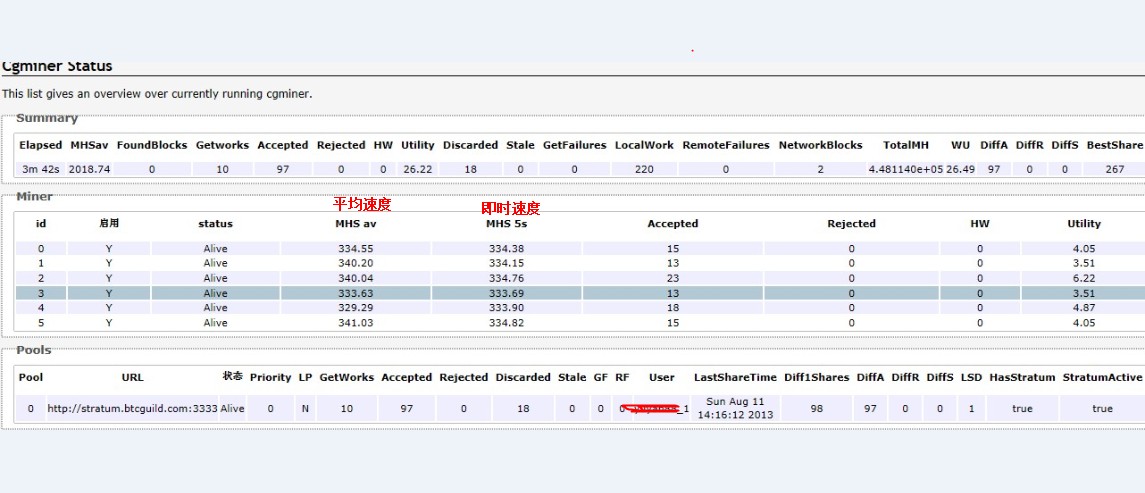 Cgminer Status
This list gives an overview over currently running cgminer.
Summary
Elapsed MHSav FoundBlocks Getworks Accepted Rejected HW Utility Discarded Stale GetFailures LocalWork RemoteFailures NetworkBlocks TotalMH WU DiffA DiffR DiffS BestShare
3m 42s 2018.74 0 10 97 0 0 26.22 18 0 0 220 0 2 4.481140e+05 26.49 97 0 0 267
Miner
平均速度 即时速度
id 启用 status MHS av MHS 5s Accepted Rejected HW Utility
0 Y Alive 334.55 334.38 15 0 0 4.05
1 Y Alive 340.20 334.15 13 0 0 3.51
2 Y Alive 340.04 334.76 23 0 0 6.22
3 Y Alive 333.63 333.69 13 0 0 3.51
4 Y Alive 329.29 333.90 18 0 0 4.87
5 Y Alive 341.03 334.82 15 0 0 4.05
Pools
Pool URL 状态 Priority LP GetWorks Accepted Rejected Discarded Stale GF RF User LastShareTime Diff1Shares DiffA DiffR DiffS LSD HasStratum StratumActive
0 http://stratum.btcguild.com:3333 Alive 0 N 10 97 0 18 0 0 0 _1 Sun Aug 11 98 97 0 0 1 true true
14:16:12 2013